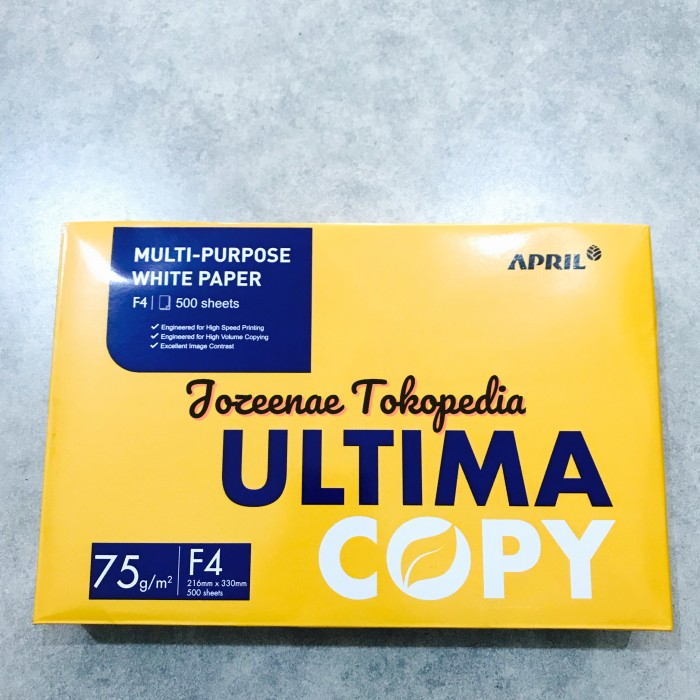 MULTI-PURPOSE
WHITE PAPER
F4 | 500 sheets
✓ Engineered for High Speed Printing
✓ Engineered for High Volume Copying
✓ Excellent Image Contrast
APRIL
Jozeenae Tokopedia
ULTIMA
COPY
75g/m²
F4
216mm x 330mm
500 sheets